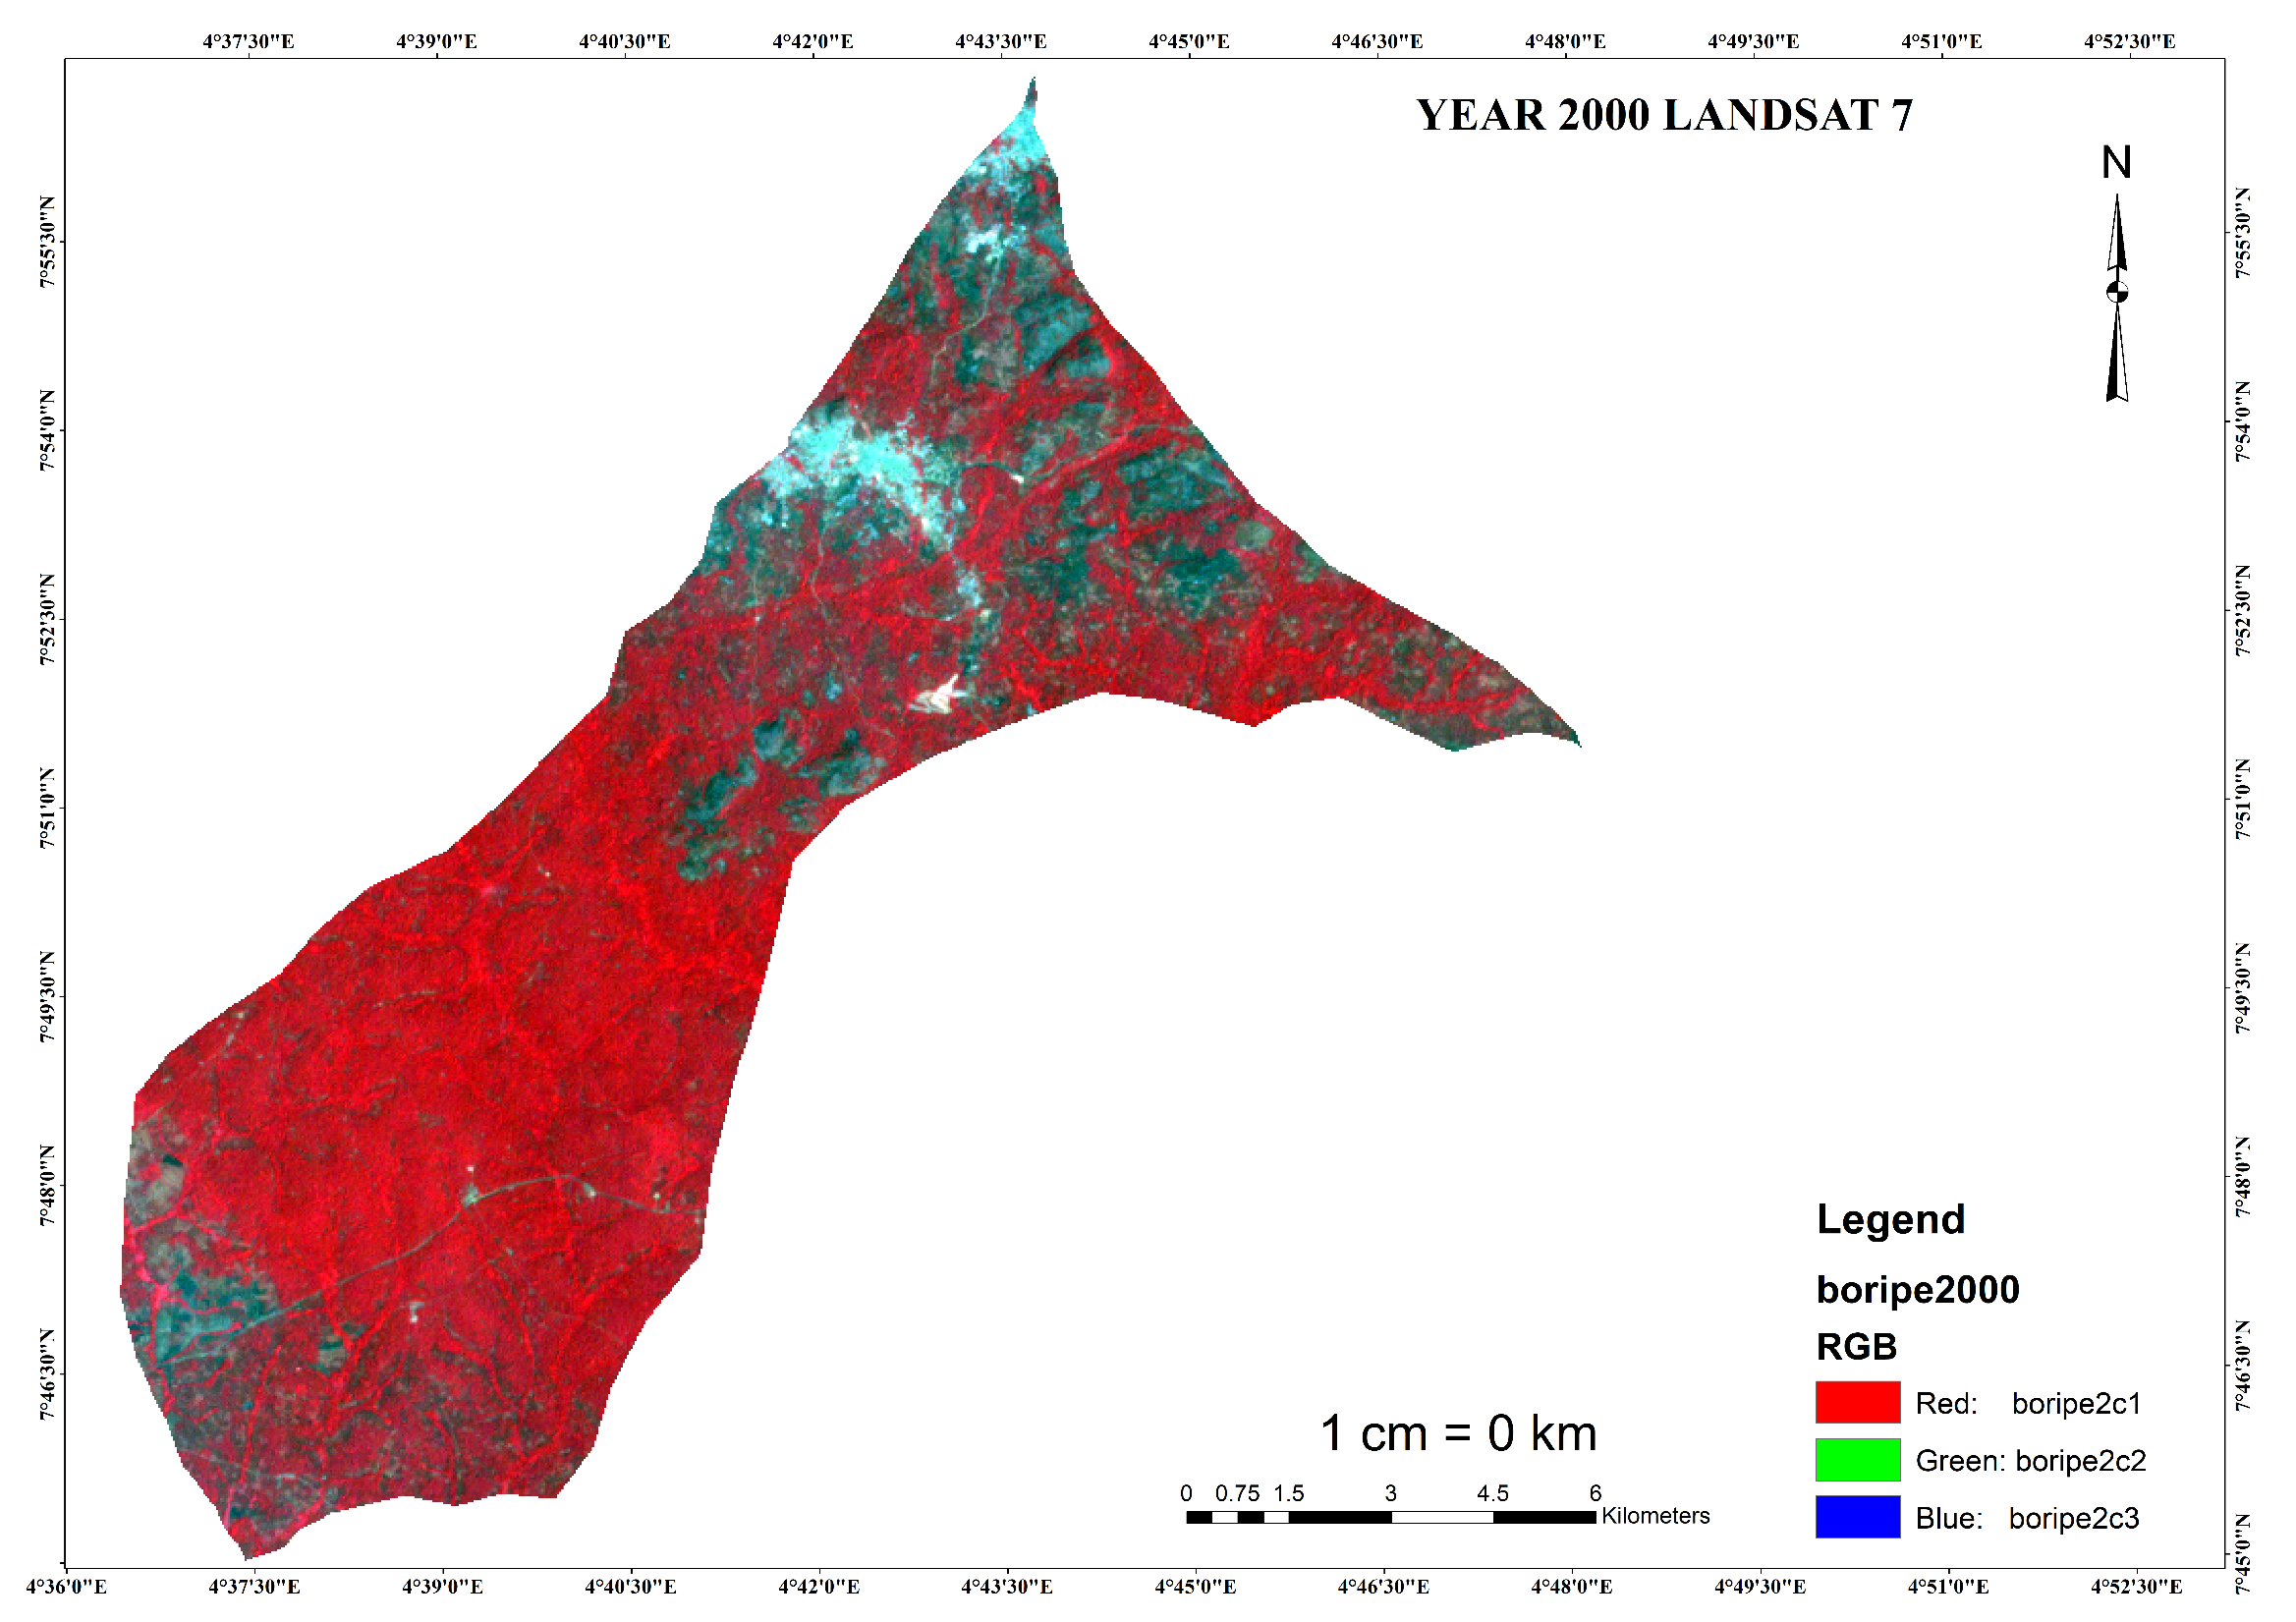 4°37'30"E 4°39'0"E 4°40'30"E 4°42'0"E 4°43'30"E 4°45'0"E 4°46'30"E 4°48'0"E 4°49'30"E 4°51'0"E 4°52'30"E
YEAR 2000 LANDSAT 7
N
7°55'30"N 7°55'30"N
7°54'0"N 7°54'0"N
7°52'30"N 7°52'30"N
7°51'0"N 7°51'0"N
7°49'30"N 7°49'30"N
7°48'0"N 7°48'0"N
Legend
boripe2000
RGB
7°46'30"N 7°46'30"N
Red: boripe2c1
1 cm = 0 km
Green: boripe2c2
0 0.75 1.5 3 4.5 6
Kilometers
Blue: boripe2c3
7°45'0"N
4°36'0"E 4°37'30"E 4°39'0"E 4°40'30"E 4°42'0"E 4°43'30"E 4°45'0"E 4°46'30"E 4°48'0"E 4°49'30"E 4°51'0"E 4°52'30"E